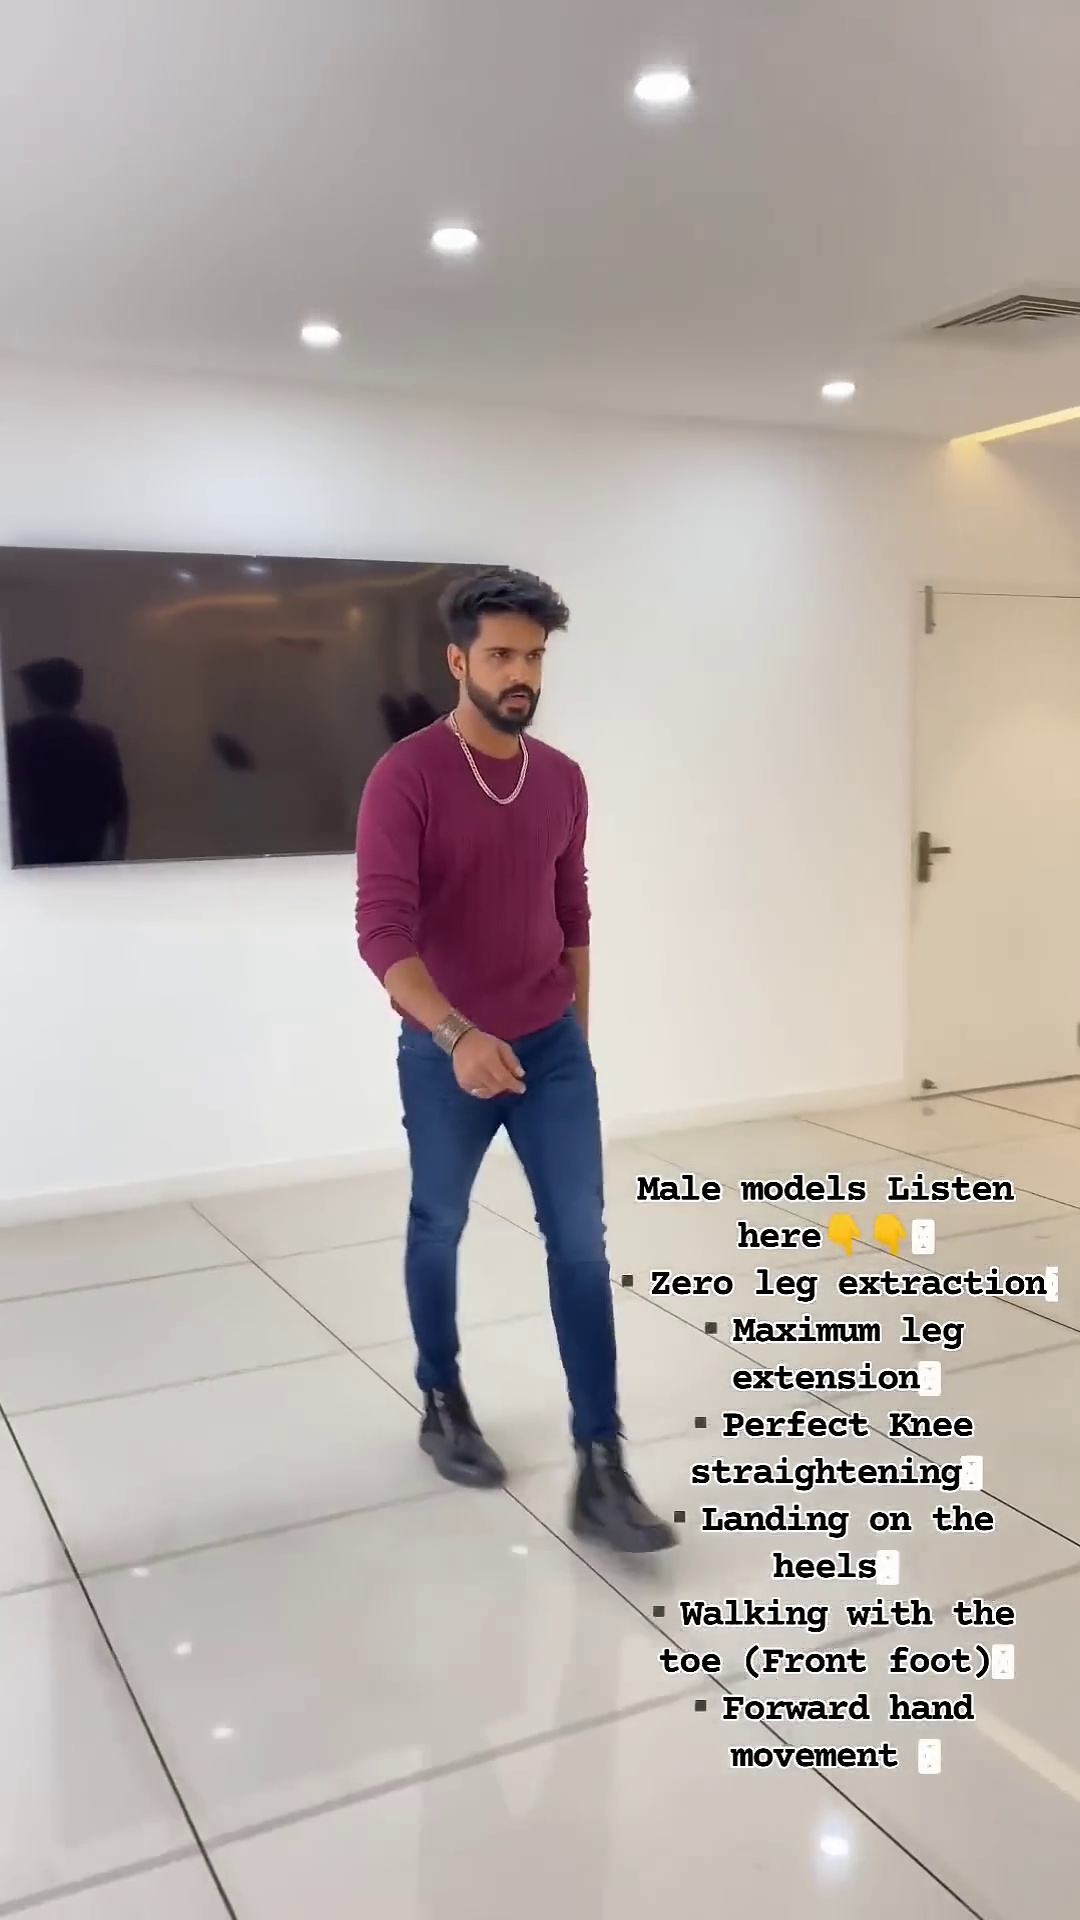 Male models Listen
here👇👇
▪ Zero leg extraction
▪ Maximum leg
extension
▪ Perfect Knee
straightening
▪ Landing on the
heels
▪ Walking with the
toe (Front foot)
▪ Forward hand
movement